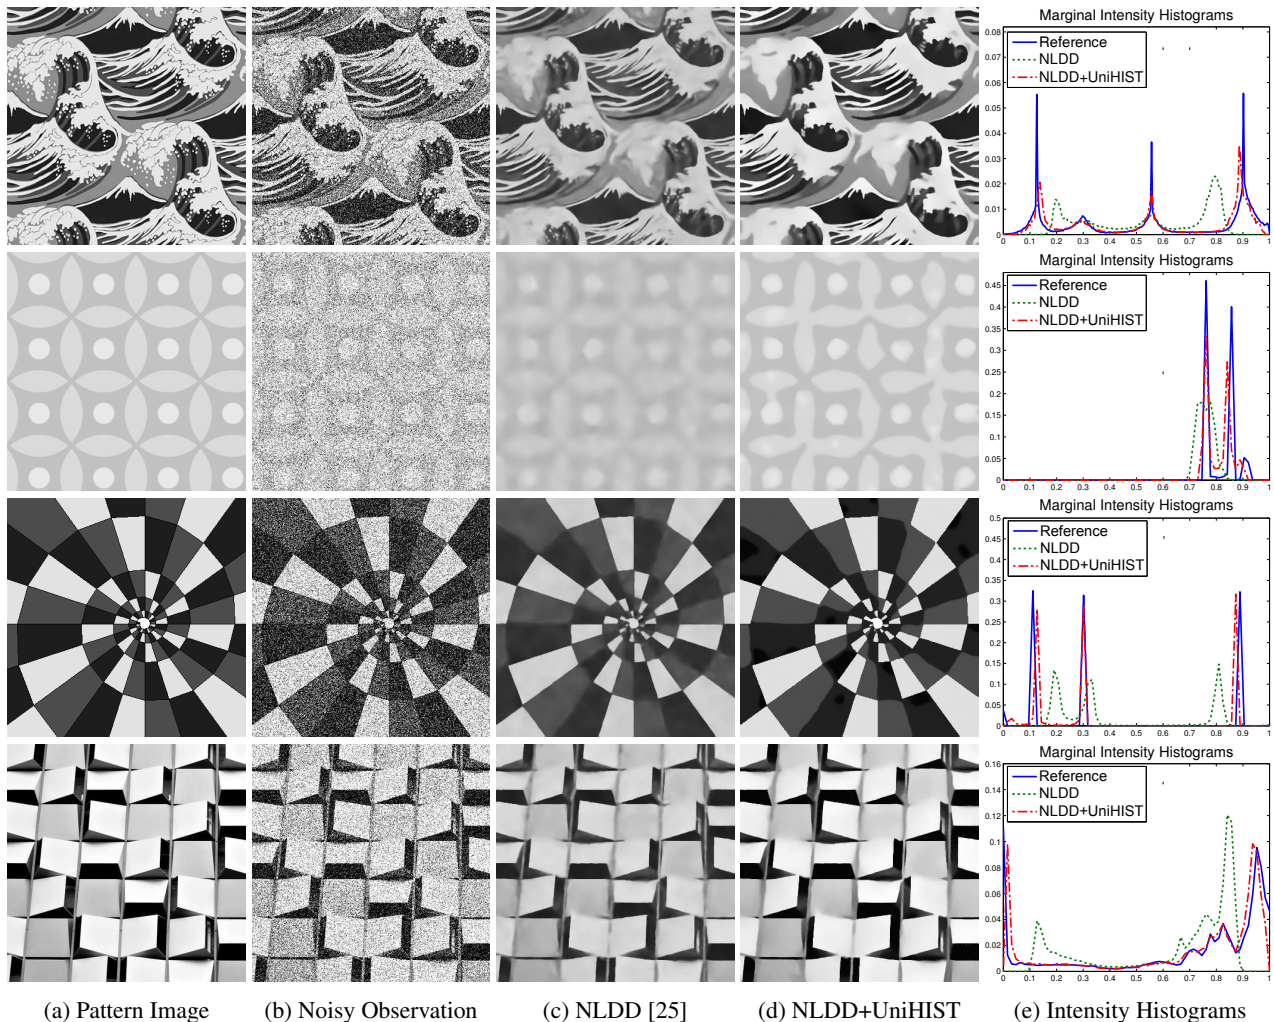 Marginal Intensity Histograms
Reference
NLDD
NLDD+UniHIST
0.08
0.07
0.06
0.05
0.04
0.03
0.02
0.01
0
0 0.1 0.2 0.3 0.4 0.5 0.6 0.7 0.8 0.9 1
Marginal Intensity Histograms
Reference
NLDD
NLDD+UniHIST
0.45
0.4
0.35
0.3
0.25
0.2
0.15
0.1
0.05
0
0 0.1 0.2 0.3 0.4 0.5 0.6 0.7 0.8 0.9 1
Marginal Intensity Histograms
0.5
Reference
NLDD
NLDD+UniHIST
0.45
0.4
0.35
0.3
0.25
0.2
0.15
0.1
0.05
0
0 0.1 0.2 0.3 0.4 0.5 0.6 0.7 0.8 0.9 1
Marginal Intensity Histograms
0.16
Reference
NLDD
NLDD+UniHIST
0.14
0.12
0.1
0.08
0.06
0.04
0.02
0
0 0.1 0.2 0.3 0.4 0.5 0.6 0.7 0.8 0.9 1
(a) Pattern Image
(b) Noisy Observation
(c) NLDD [25]
(d) NLDD+UniHIST
(e) Intensity Histograms